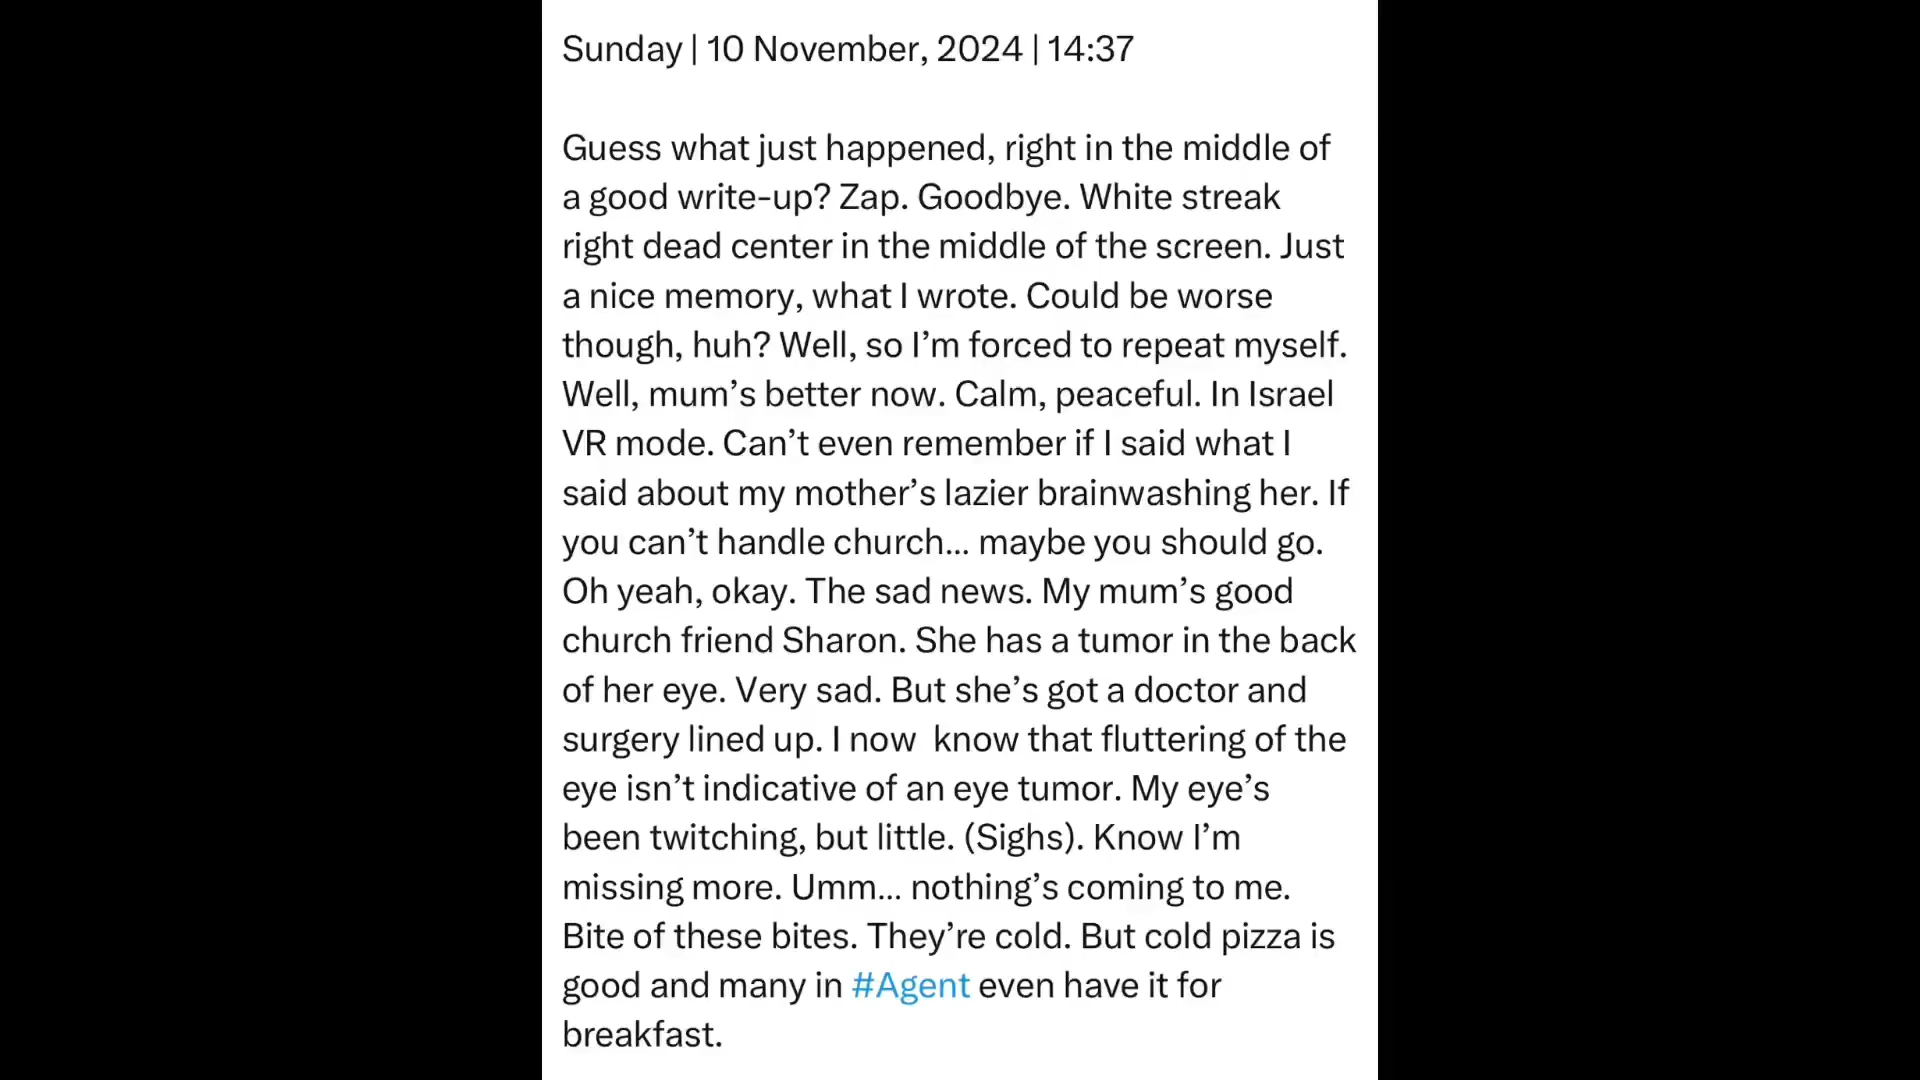 Sunday | 10 November, 2024 | 14:37
Guess what just happened, right in the middle of
a good write-up? Zap. Goodbye. White streak
right dead center in the middle of the screen. Just
a nice memory, what I wrote. Could be worse
though, huh? Well, so I’m forced to repeat myself.
Well, mum’s better now. Calm, peaceful. In Israel
VR mode. Can’t even remember if I said what I
said about my mother’s lazier brainwashing her. If
you can’t handle church... maybe you should go.
Oh yeah, okay. The sad news. My mum’s good
church friend Sharon. She has a tumor in the back
of her eye. Very sad. But she’s got a doctor and
surgery lined up. I now  know that fluttering of the
eye isn’t indicative of an eye tumor. My eye’s
been twitching, but little. (Sighs). Know I’m
missing more. Umm... nothing’s coming to me.
Bite of these bites. They’re cold. But cold pizza is
good and many in #Agent even have it for
breakfast.